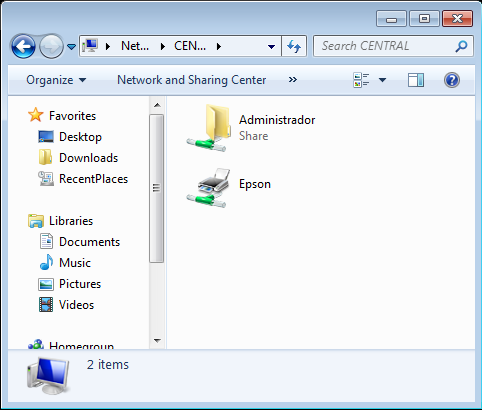 Net... CEN... Search CENTRAL
Organize Network and Sharing Center »
Favorites
Desktop
Downloads
RecentPlaces
Libraries
Documents
Music
Pictures
Videos
Homegroup
Administrador
Share
Epson
2 items